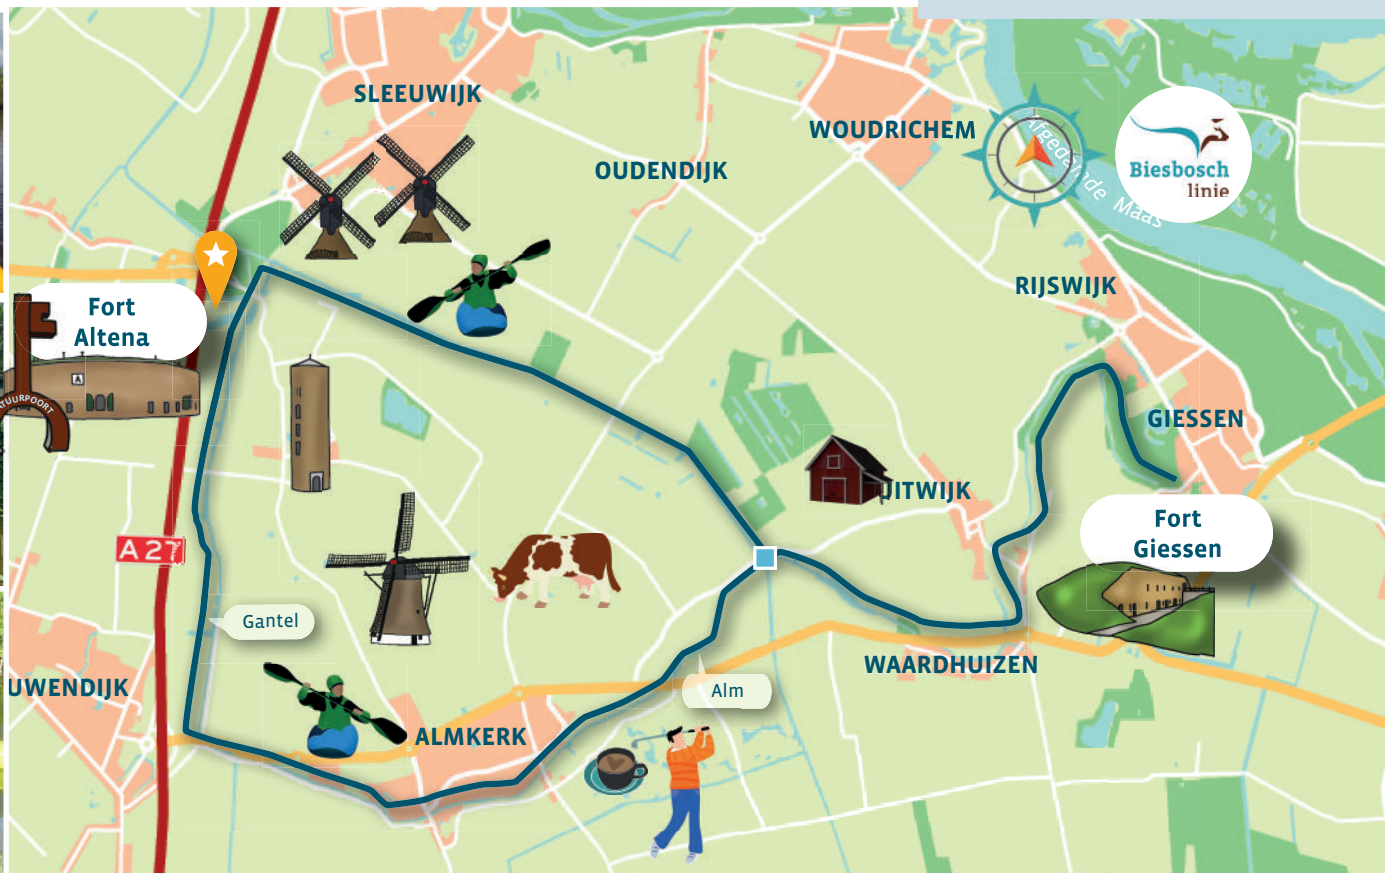 SLEEUWIJK
WOUDRICHEM
OUDENDIJK
Afgedamde Maas
Biesbosch
linie
RIJSWIJK
Fort
Altena
A
NATUURPOORT
GIESSEN
UITWIJK
Fort
Giessen
A 27
Gantel
WAARDHUIZEN
UWENDIJK
Alm
ALMKERK